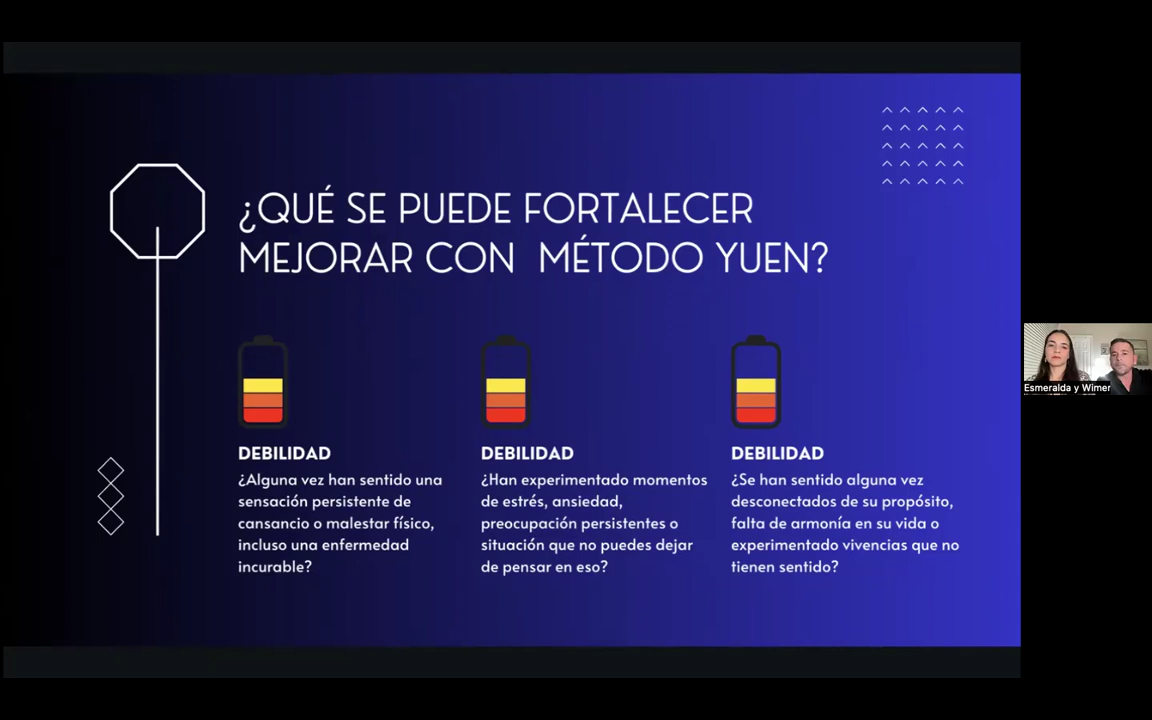 ¿QUÉ SE PUEDE FORTALECER
MEJORAR CON MÉTODO YUEN?
DEBILIDAD
¿Alguna vez han sentido una
sensación persistente de
cansancio o malestar físico,
incluso una enfermedad
incurable?
DEBILIDAD
¿Han experimentado momentos
de estrés, ansiedad,
preocupación persistentes o
situación que no puedes dejar
de pensar en eso?
DEBILIDAD
¿Se han sentido alguna vez
desconectados de su propósito,
falta de armonía en su vida o
experimentado vivencias que no
tienen sentido?
Esmeralda y Wimer